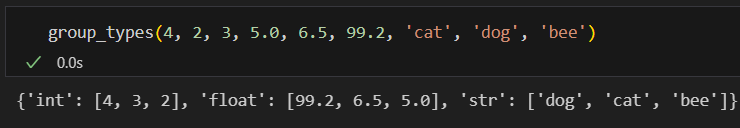 group_types(4, 2, 3, 5.0, 6.5, 99.2, 'cat', 'dog', 'bee')
0.0s
{'int': [4, 3, 2], 'float': [99.2, 6.5, 5.0], 'str': ['dog', 'cat', 'bee']}